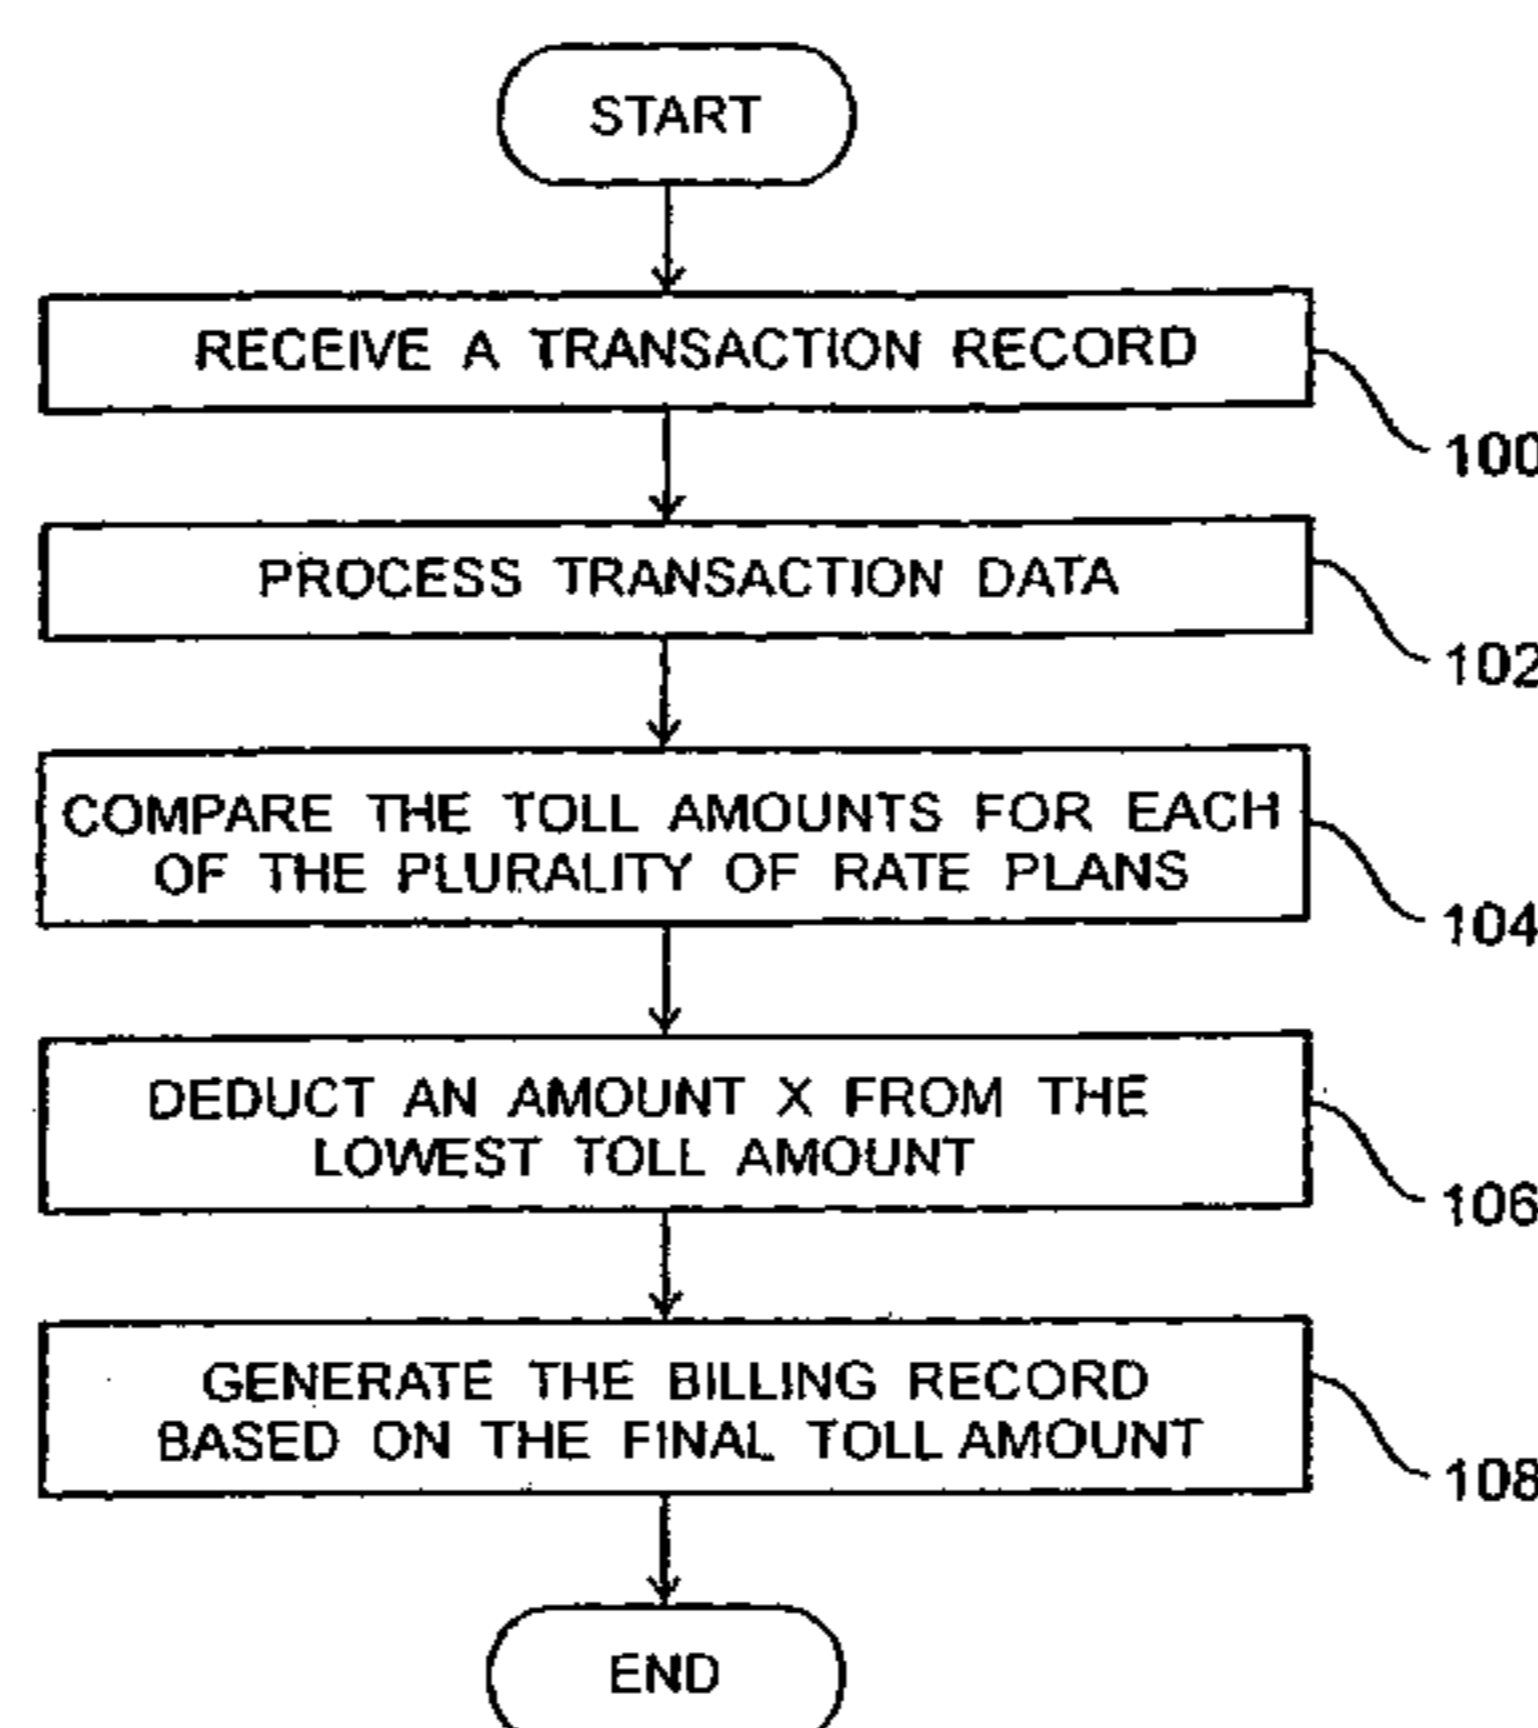 START
RECEIVE A TRANSACTION RECORD
100
PROCESS TRANSACTION DATA
102
COMPARE THE TOLL AMOUNTS FOR EACH
OF THE PLURALITY OF RATE PLANS
104
DEDUCT AN AMOUNT X FROM THE
LOWEST TOLL AMOUNT
106
GENERATE THE BILLING RECORD
BASED ON THE FINAL TOLL AMOUNT
108
END